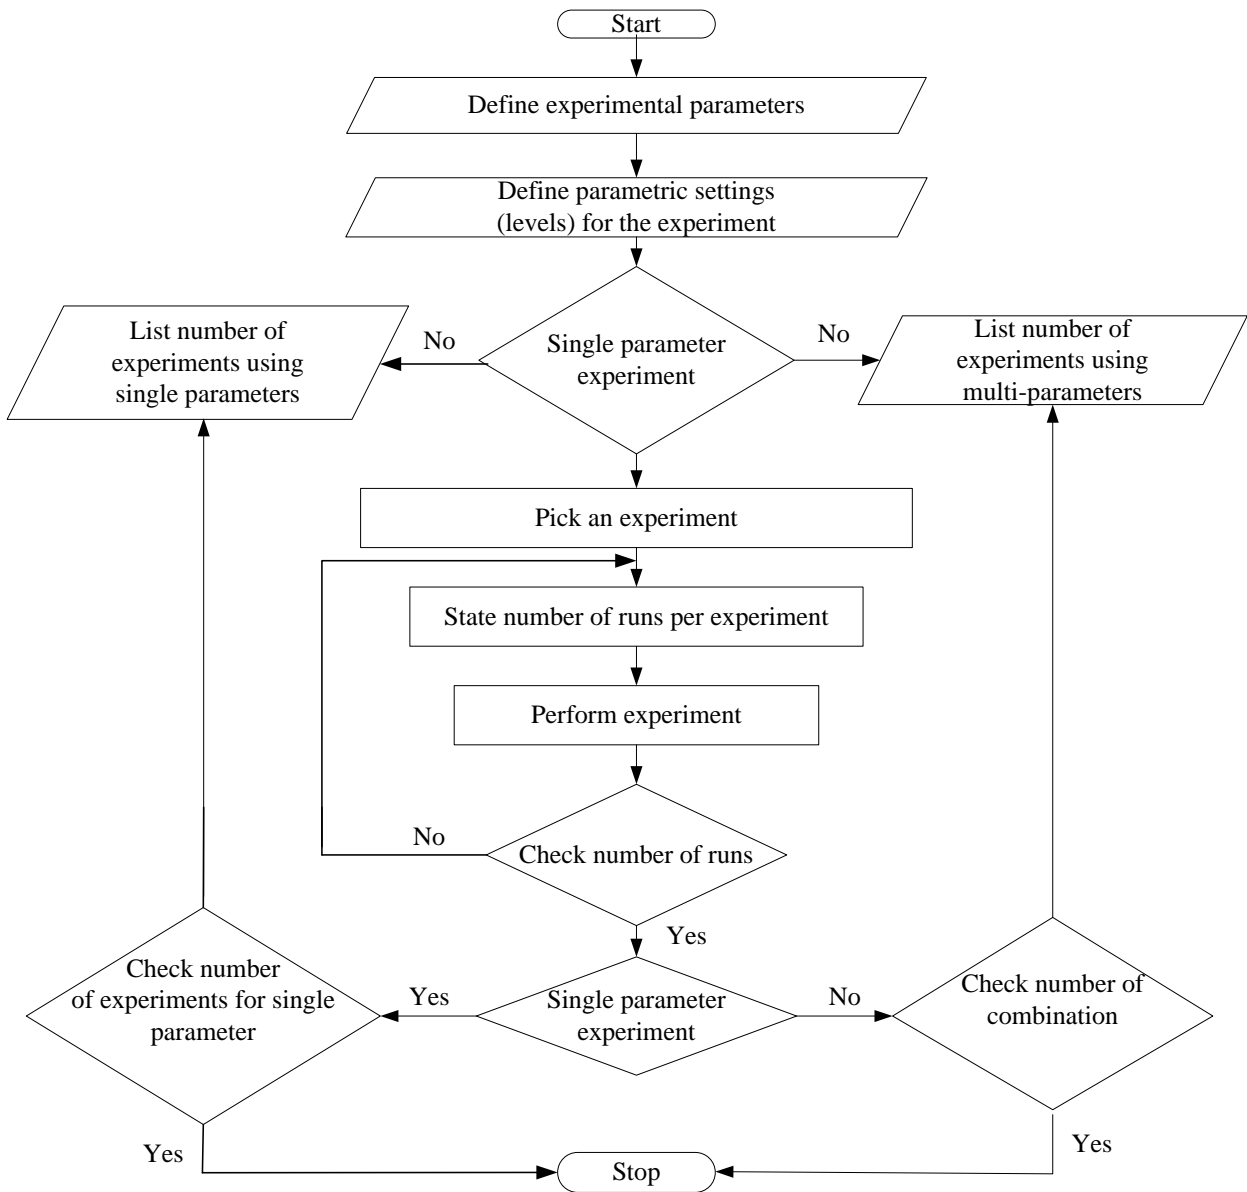 Start
Define experimental parameters
Define parametric settings
(levels) for the experiment
List number of
experiments using
single parameters
No
Single parameter
experiment
No
List number of
experiments using
multi-parameters
Pick an experiment
State number of runs per experiment
Perform experiment
No
Check number of runs
Yes
Check number
of experiments for single
parameter
Yes
Single parameter
experiment
No
Check number of
combination
Yes
Stop
Yes